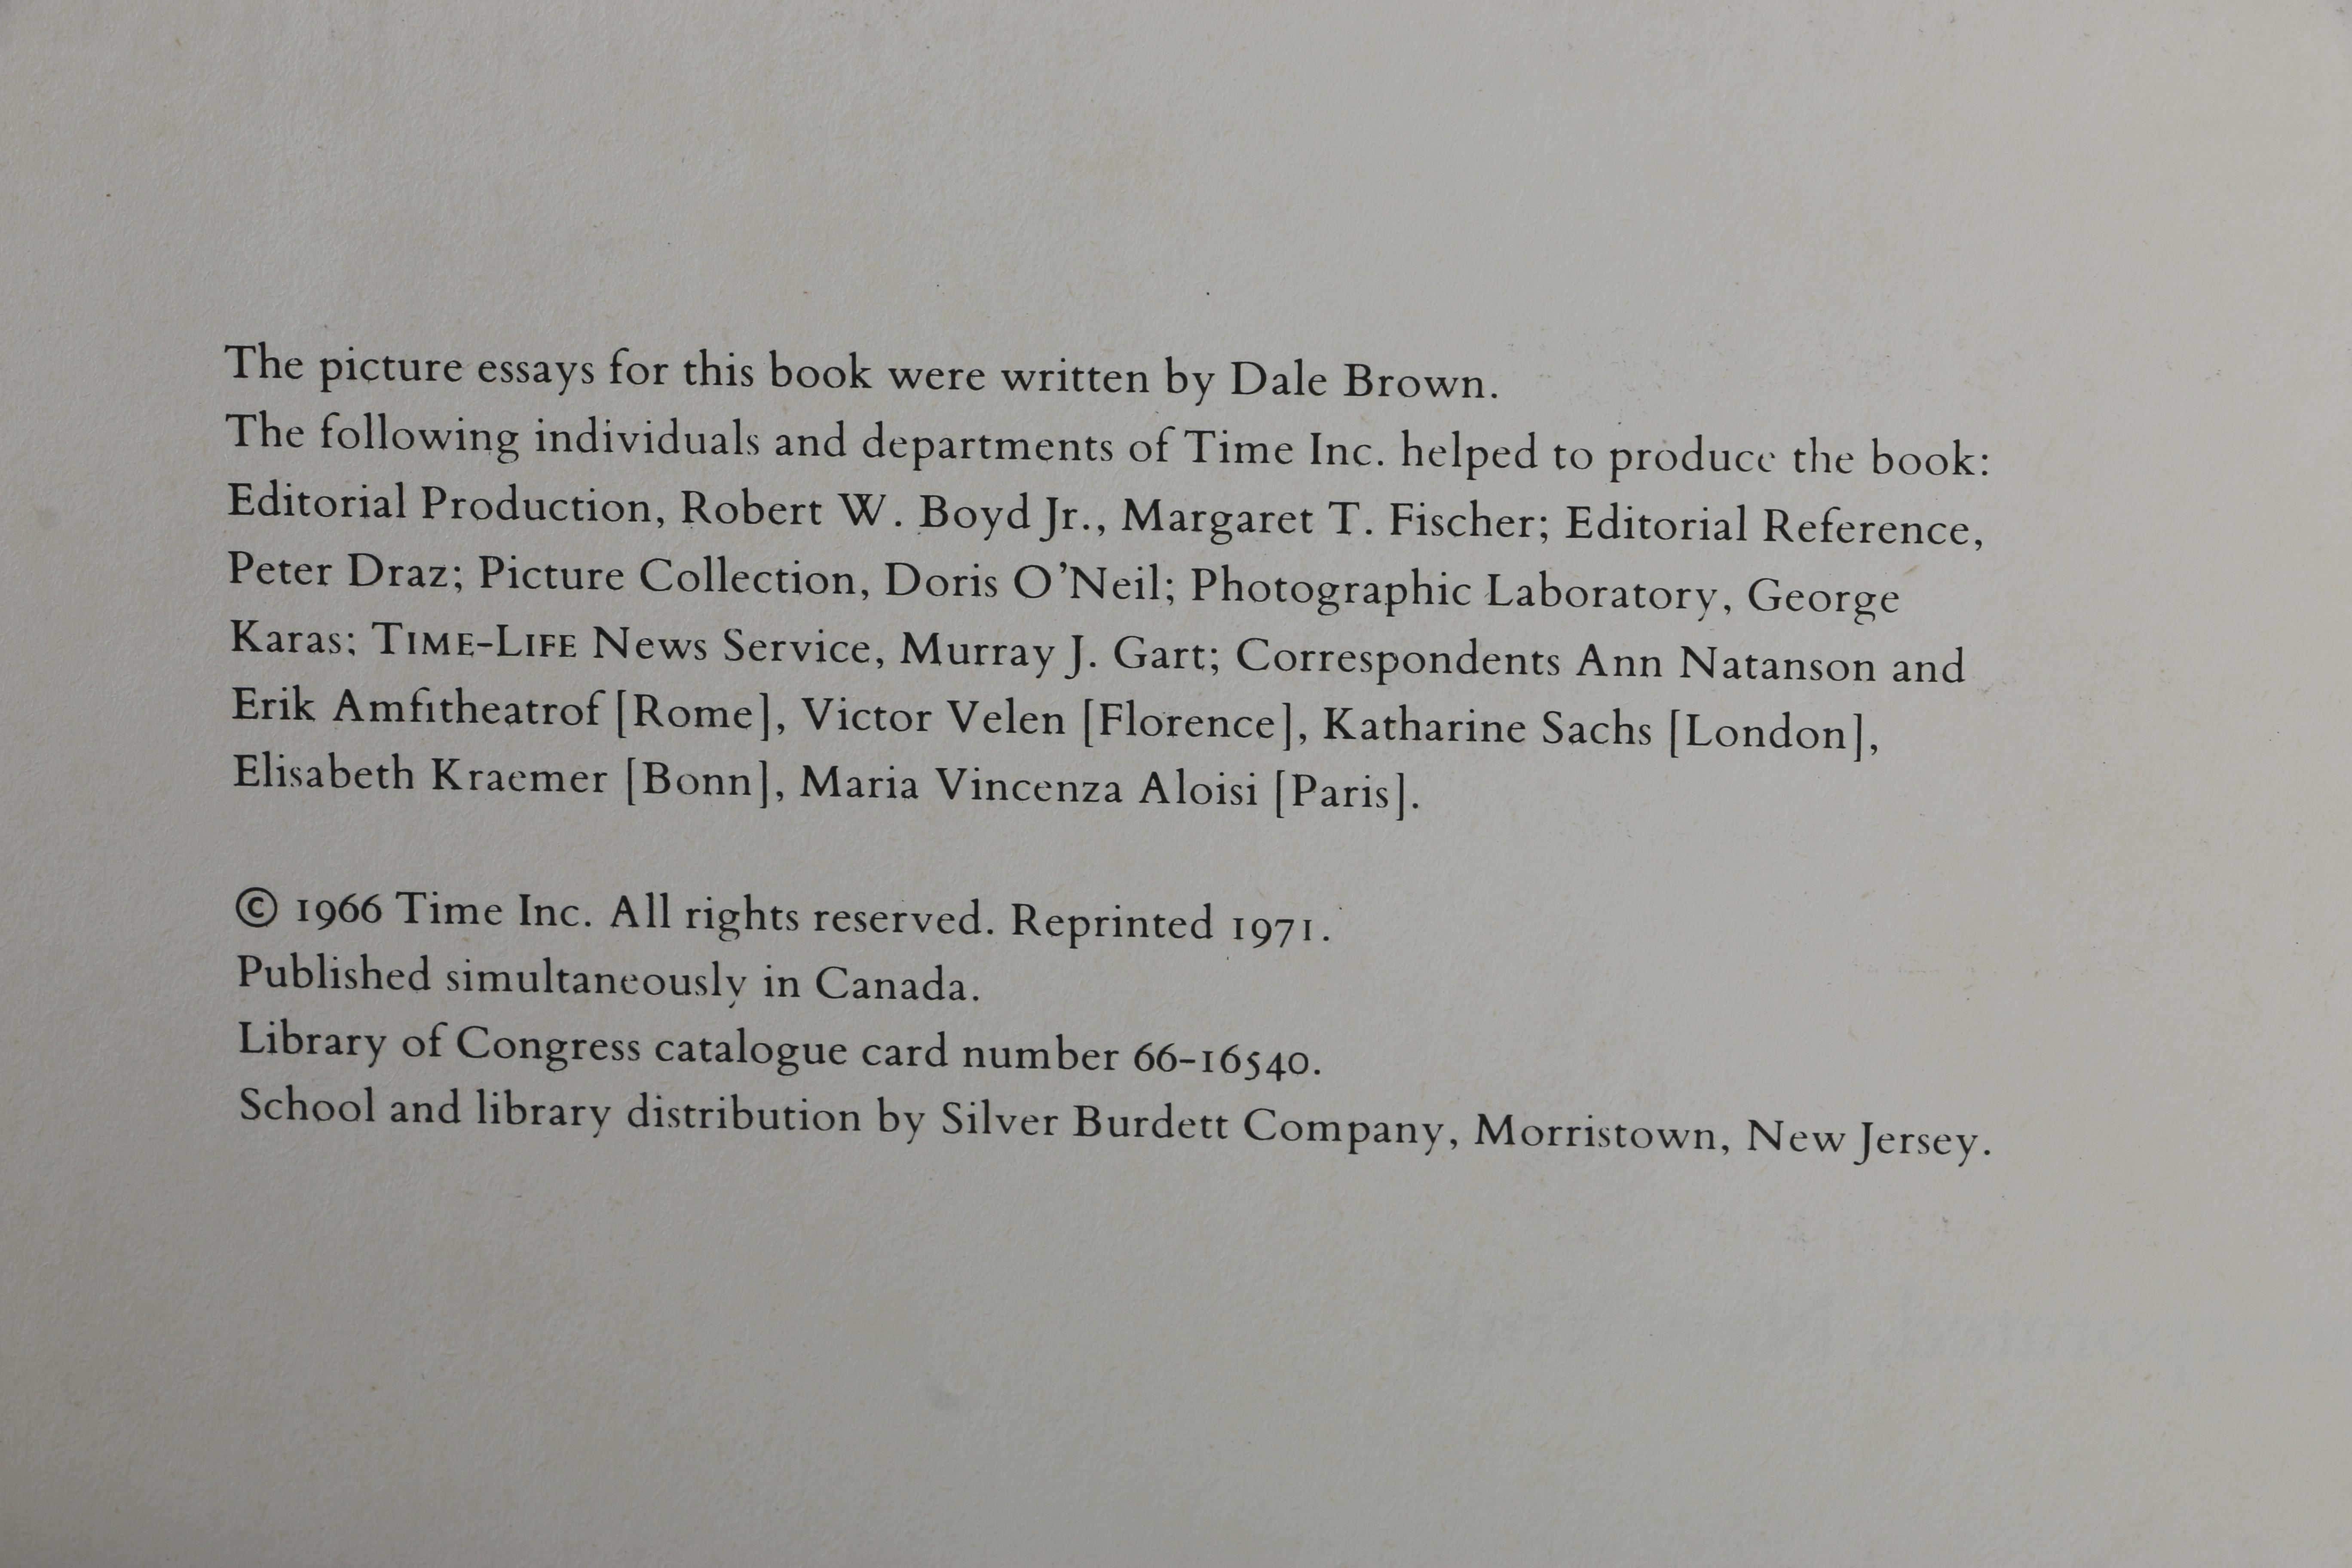 The picture essays for this book were written by Dale Brown.
The following individuals and departments of Time Inc. helped to produce the book:
Editorial Production, Robert W. Boyd Jr., Margaret T. Fischer; Editorial Reference,
Peter Draz; Picture Collection, Doris O'Neil; Photographic Laboratory, George
Karas; TIME-LIFE News Service, Murray J. Gart; Correspondents Ann Natanson and
Erik Amfitheatrof [Rome], Victor Velen [Florence], Katharine Sachs [London],
Elisabeth Kraemer [Bonn], Maria Vincenza Aloisi [Paris].
© 1966 Time Inc. All rights reserved. Reprinted 1971.
Published simultaneously in Canada.
Library of Congress catalogue card number 66-16540.
School and library distribution by Silver Burdett Company, Morristown, New Jersey.